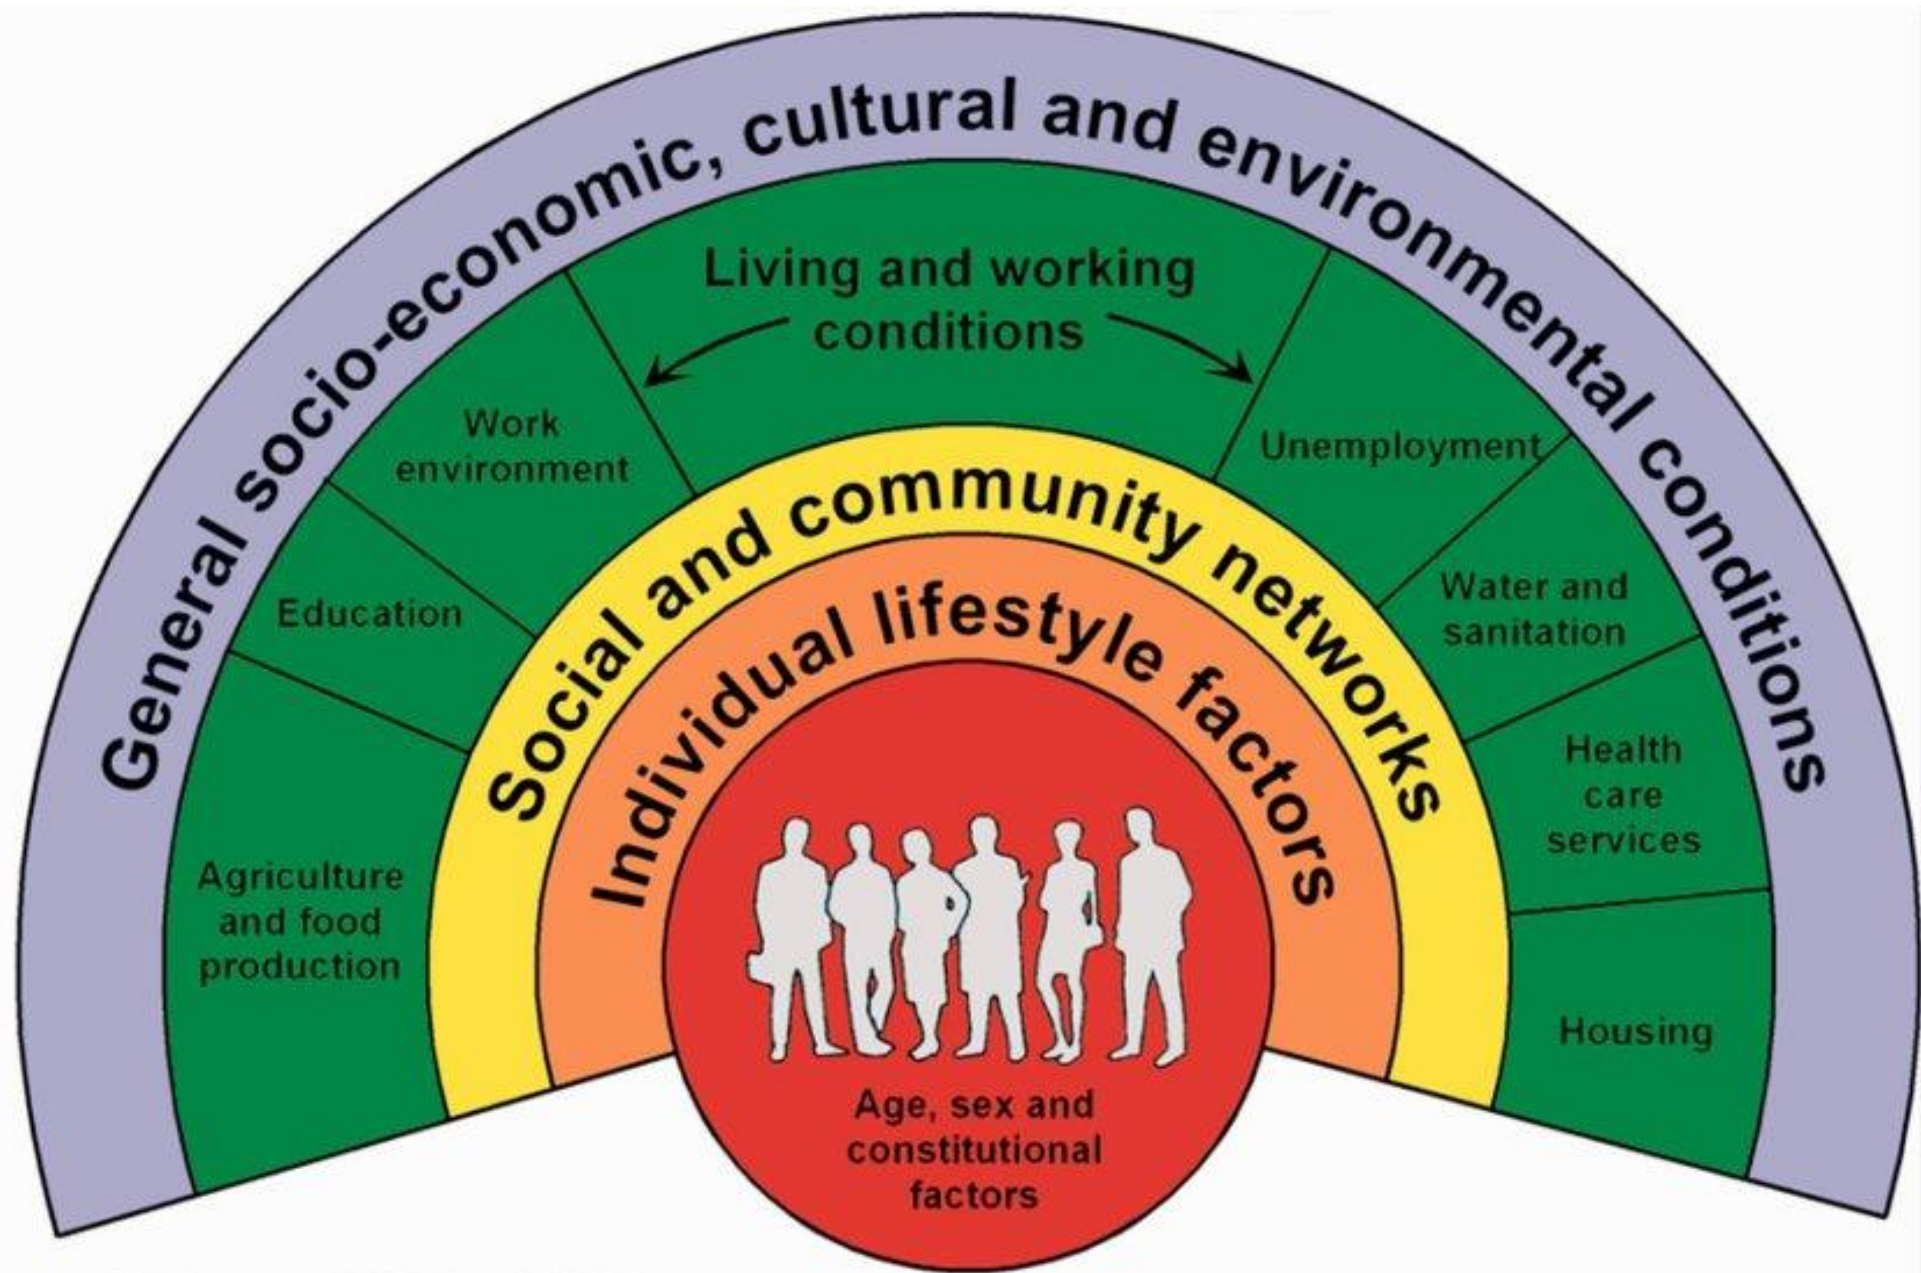 General socio-economic, cultural and environmental conditions
Living and working
conditions
Work
environment
Unemployment
Education
Water and
sanitation
Agriculture
and food
production
Health
care
services
Housing
Social and community networks
Individual lifestyle factors
Age, sex and
constitutional
factors